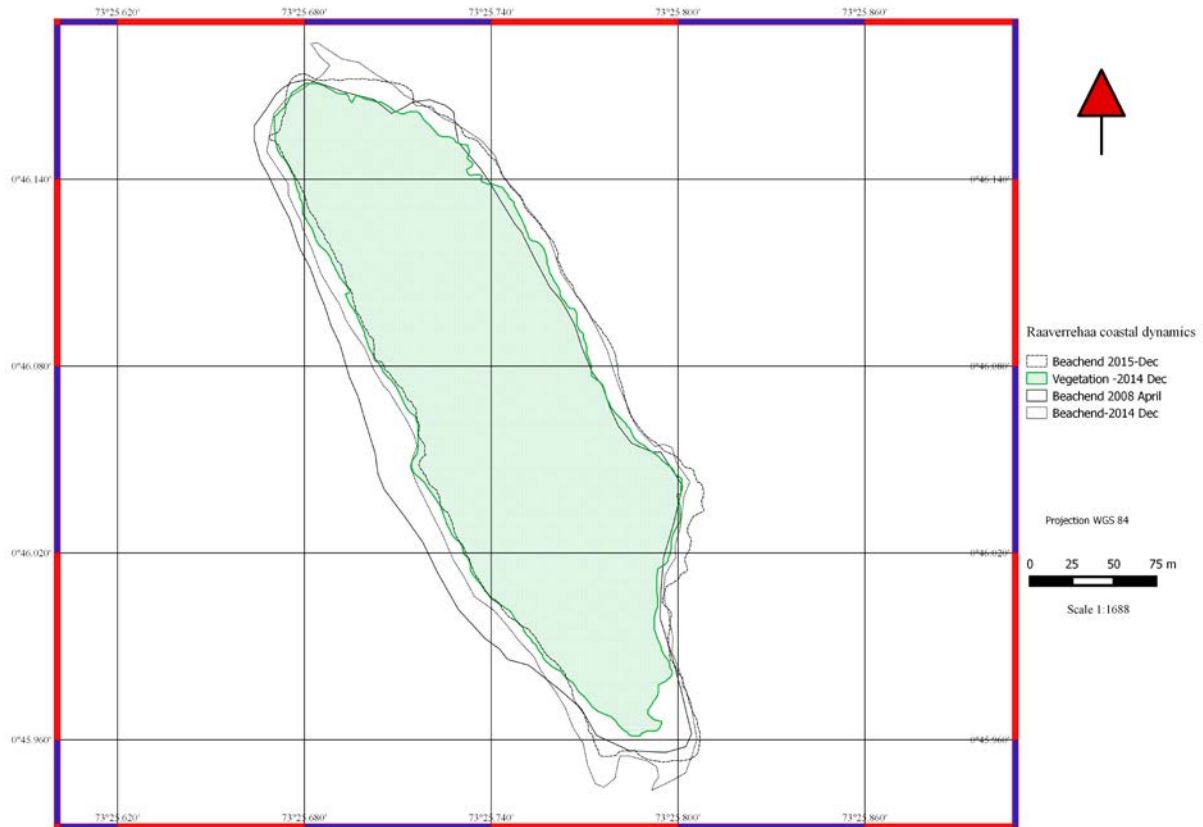 73°25.620' 73°25.680' 73°25.740' 73°25.800' 73°25.860'
0°46.140' 0°46.140'
0°46.080' 0°46.080'
0°46.020' 0°46.020'
0°45.960' 0°45.960'
73°25.620' 73°25.680' 73°25.740' 73°25.800' 73°25.860'
Raaverrehaa coastal dynamics
Beachend 2015-Dec
Vegetation -2014 Dec
Beachend 2008 April
Beachend-2014 Dec
Projection WGS 84
0 25 50 75 m
Scale 1:1688